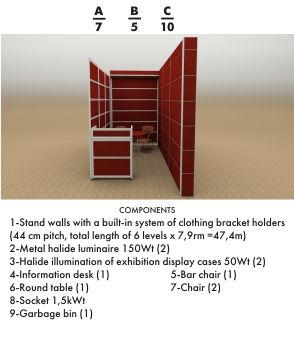 A B C
7 5 10
COMPONENTS
1-Stand walls with a built-in system of clothing bracket holders
(44 cm pitch, total length of 6 levels x 7,9rm =47,4m)
2-Metal halide luminaire 150Wt (2)
3-Halide illumination of exhibition display cases 50Wt (2)
4-Information desk (1) 5-Bar chair (1)
6-Round table (1) 7-Chair (2)
8-Socket 1,5kWt
9-Garbage bin (1)